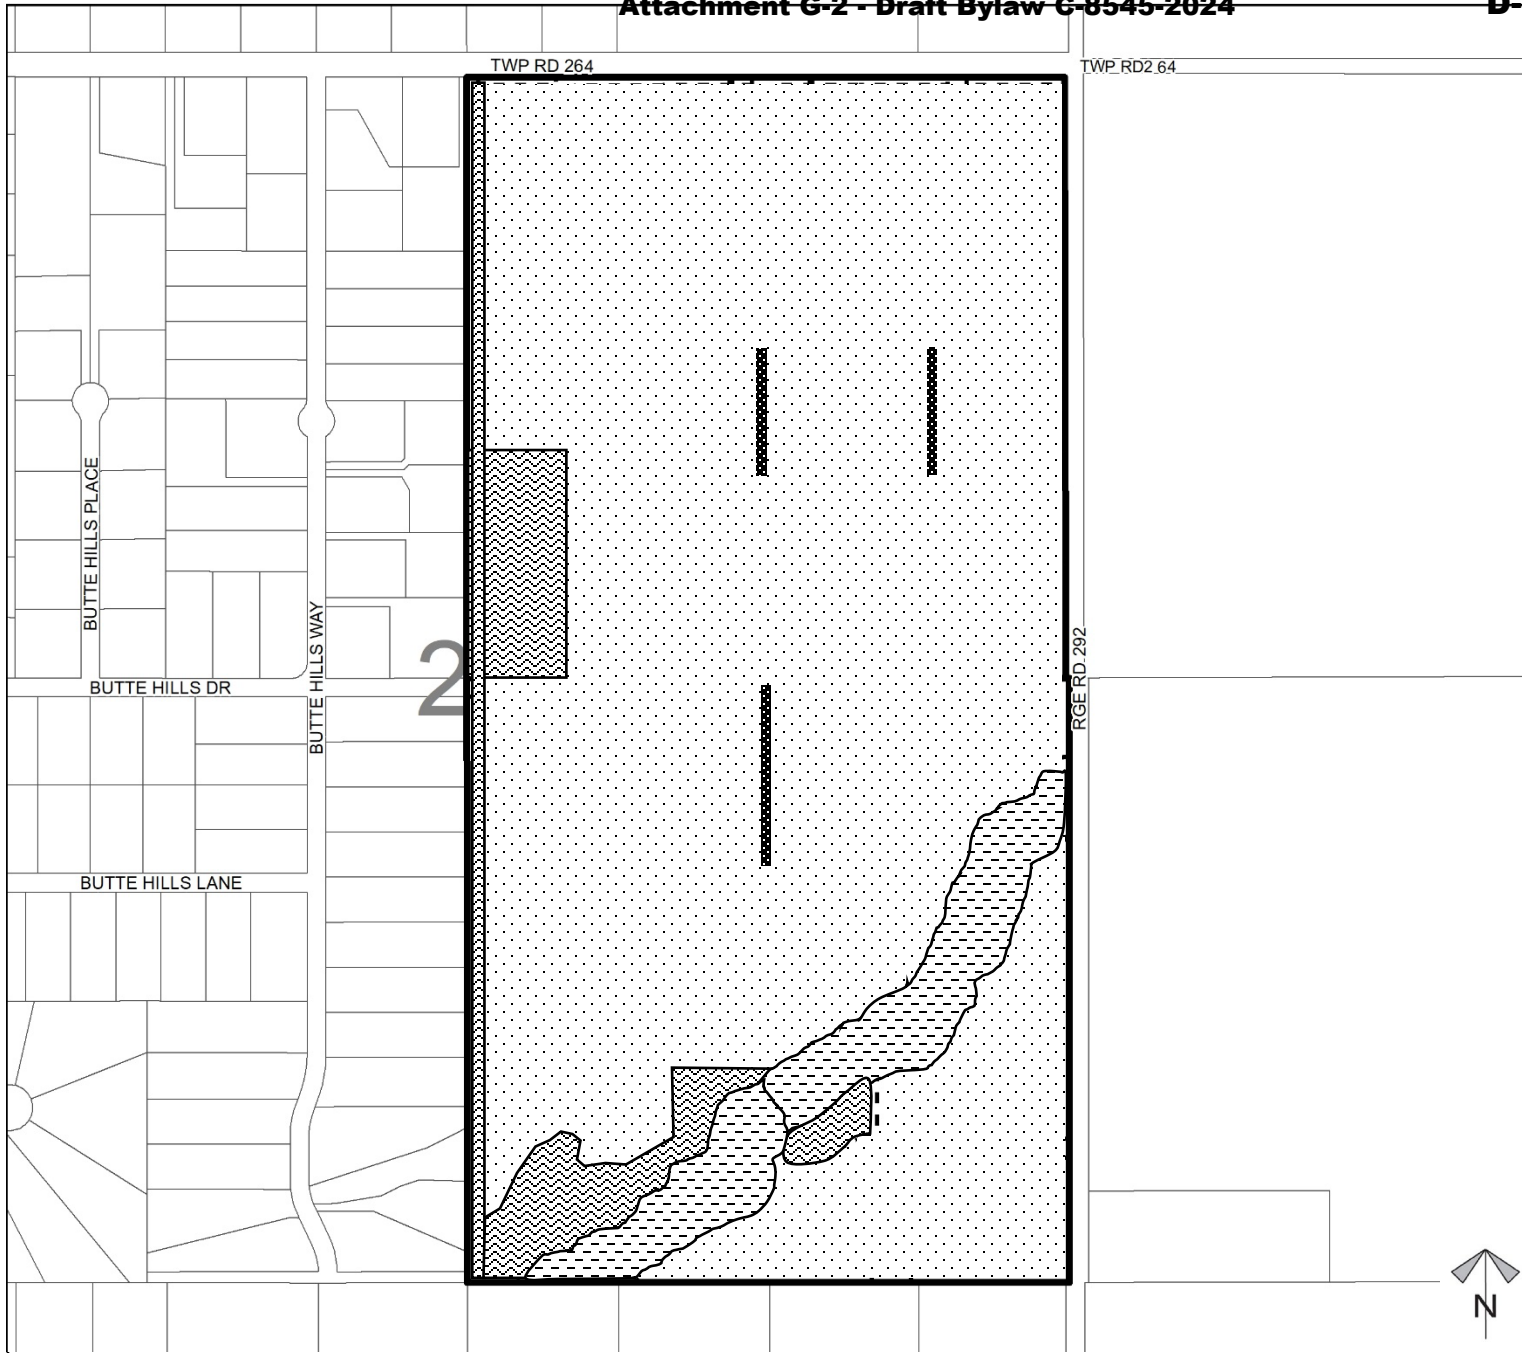 Attachment G-2 - Draft Bylaw C-8545-2024
D-
TWP RD 264
TWP RD2 64
BUTTE HILLS PLACE
BUTTE HILLS WAY
2
BUTTE HILLS DR
RGE RD 292
BUTTE HILLS LANE
N